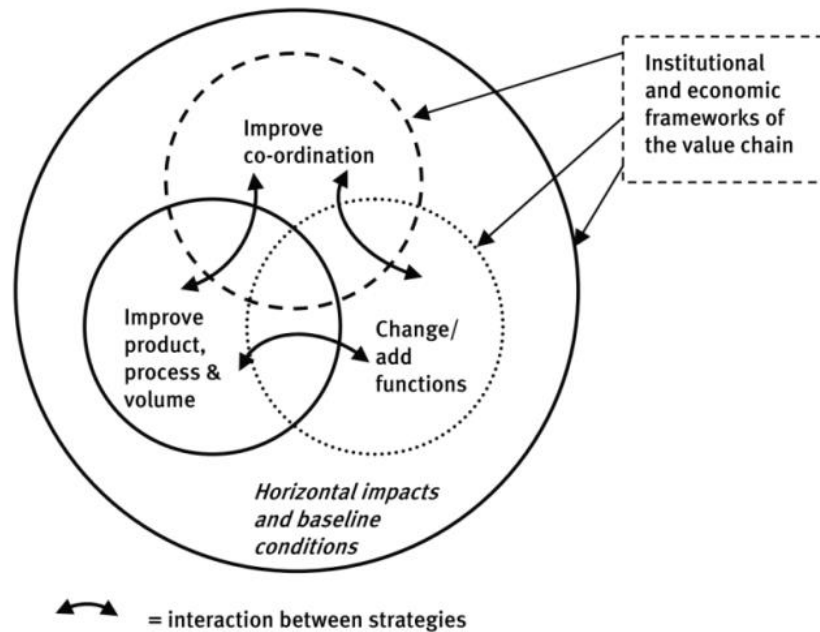 Institutional
and economic
frameworks of
the value chain
Improve
co-ordination
Improve
product,
process &
volume
Change/
add
functions
Horizontal impacts
and baseline
conditions
= interaction between strategies